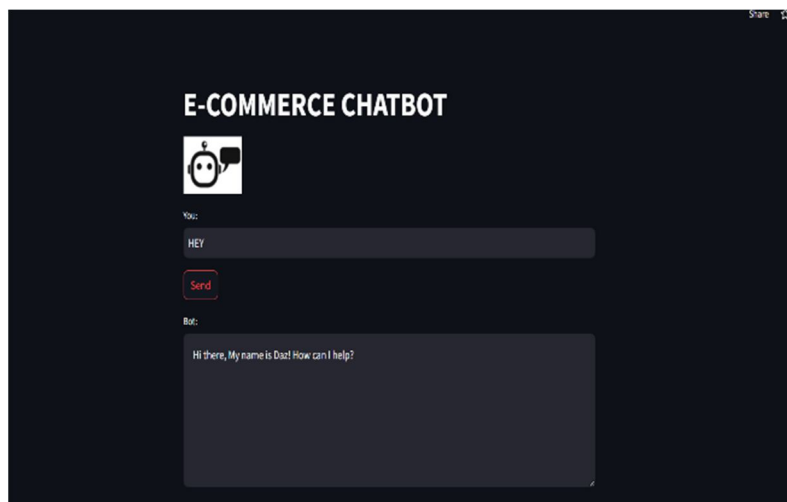 Share
E-COMMERCE CHATBOT
You:
HEY
Send
Bot:
Hi there, My name is Daz! How can I help?